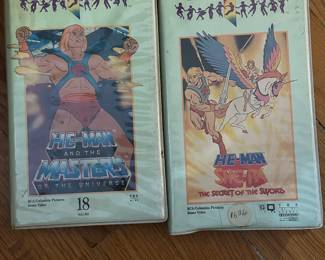 HE-MAN
AND THE
MASTERS
OF THE UNIVERSE
RCA/Columbia Pictures
Home Video
18
HE-MAN
SHE-RA
THE SECRET OF THE SWORD
RCA/Columbia Pictures
Home Video